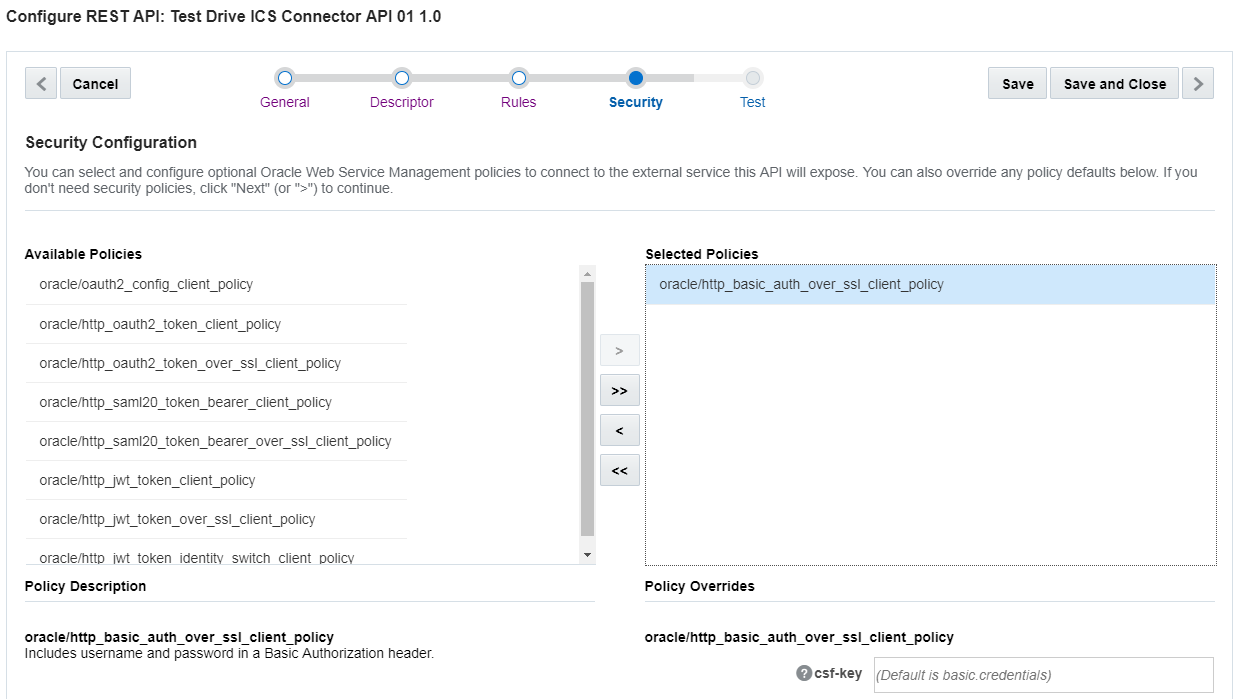 Configure REST API: Test Drive ICS Connector API 01 1.0
Cancel
General
Descriptor
Rules
Security
Test
Save
Save and Close
Security Configuration
You can select and configure optional Oracle Web Service Management policies to connect to the external service this API will expose. You can also override any policy defaults below. If you
don't need security policies, click "Next" (or ">") to continue.
Available Policies
oracle/oauth2_config_client_policy
oracle/http_oauth2_token_client_policy
oracle/http_oauth2_token_over_ssl_client_policy
oracle/http_saml20_token_bearer_client_policy
oracle/http_saml20_token_bearer_over_ssl_client_policy
oracle/http_jwt_token_client_policy
oracle/http_jwt_token_over_ssl_client_policy
oracle/http_jwt_token_identity_switch_client_policy
>
>>
<
<<
Selected Policies
oracle/http_basic_auth_over_ssl_client_policy
Policy Description
oracle/http_basic_auth_over_ssl_client_policy
Includes username and password in a Basic Authorization header.
Policy Overrides
oracle/http_basic_auth_over_ssl_client_policy
? csf-key (Default is basic.credentials)